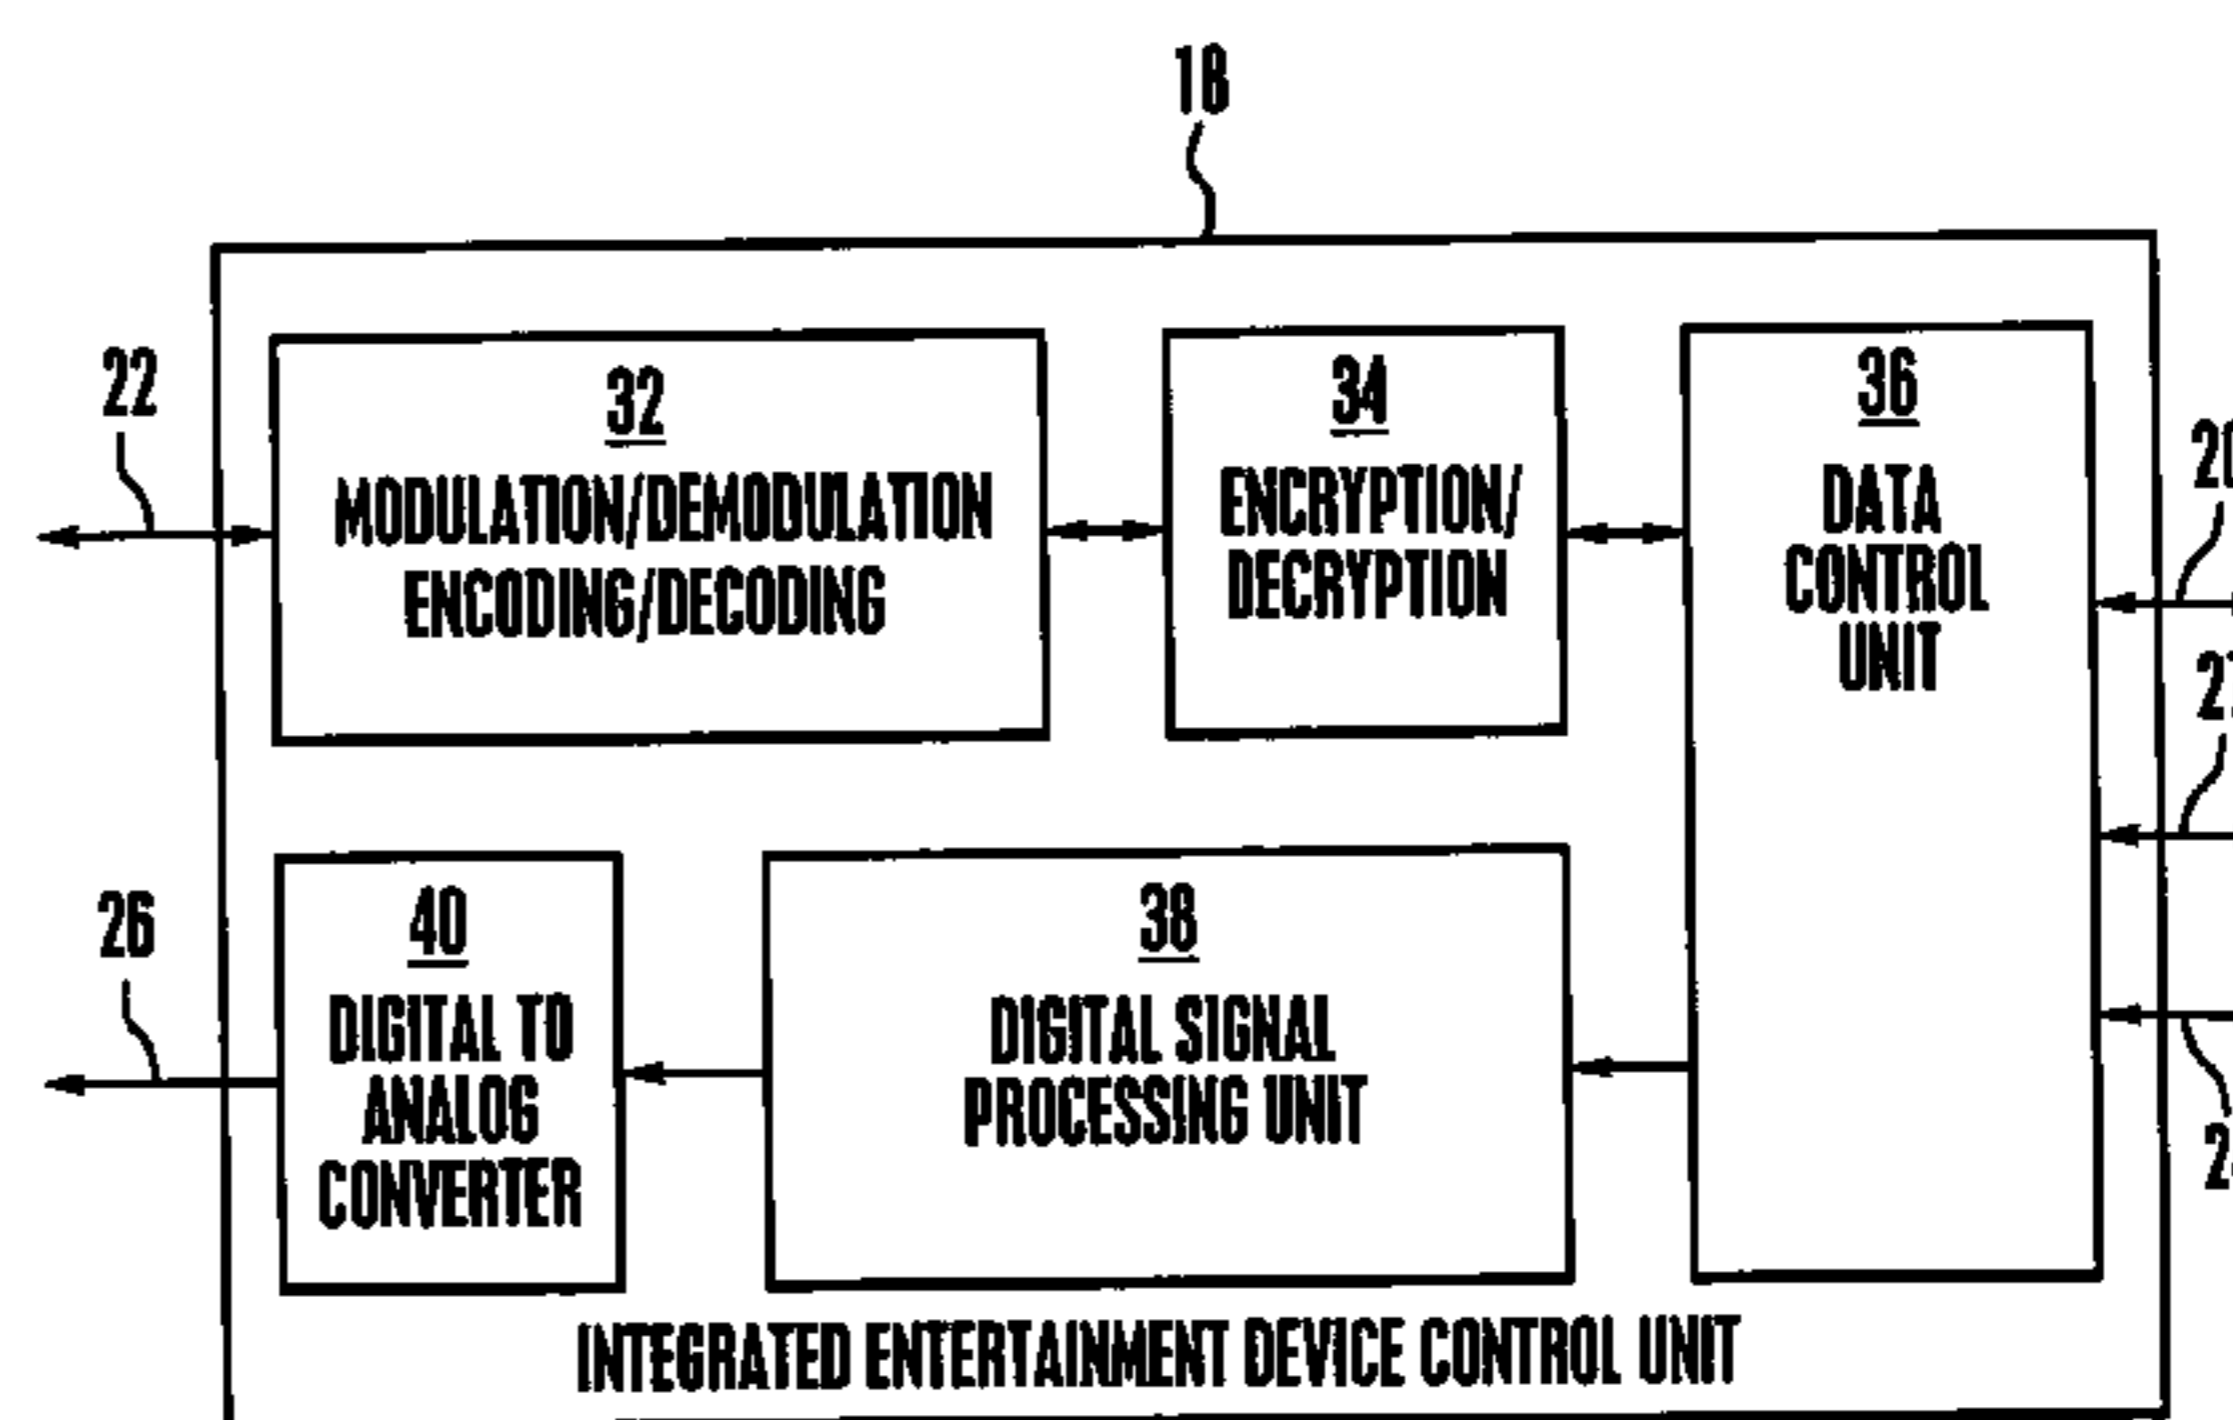 18
22
32
MODULATION/DEMODULATION
ENCODING/DECODING
34
ENCRYPTION/
DECRYPTION
36
DATA
CONTROL
UNIT
26
40
DIGITAL TO
ANALOG
CONVERTER
38
DIGITAL SIGNAL
PROCESSING UNIT
INTEGRATED ENTERTAINMENT DEVICE CONTROL UNIT